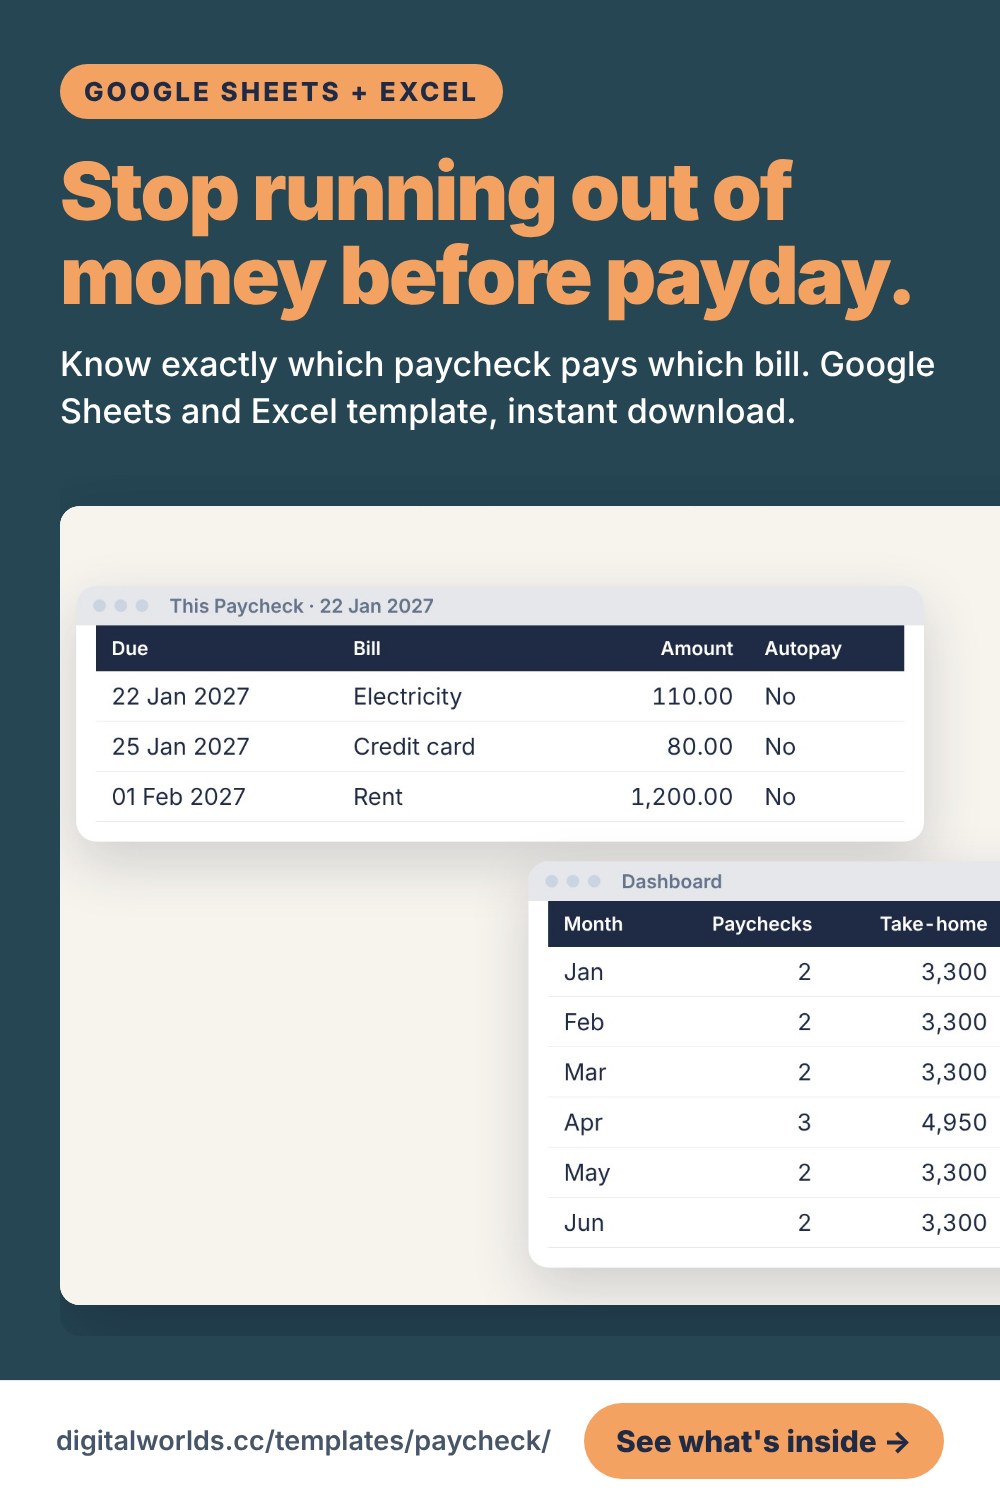 GOOGLE SHEETS + EXCEL
Stop running out of
money before payday.
Know exactly which paycheck pays which bill. Google
Sheets and Excel template, instant download.
This Paycheck · 22 Jan 2027
Due Bill Amount Autopay
22 Jan 2027 Electricity 110.00 No
25 Jan 2027 Credit card 80.00 No
01 Feb 2027 Rent 1,200.00 No
Dashboard
Month Paychecks Take-home
Jan 2 3,300
Feb 2 3,300
Mar 2 3,300
Apr 3 4,950
May 2 3,300
Jun 2 3,300
digitalworlds.cc/templates/paycheck/
See what's inside →